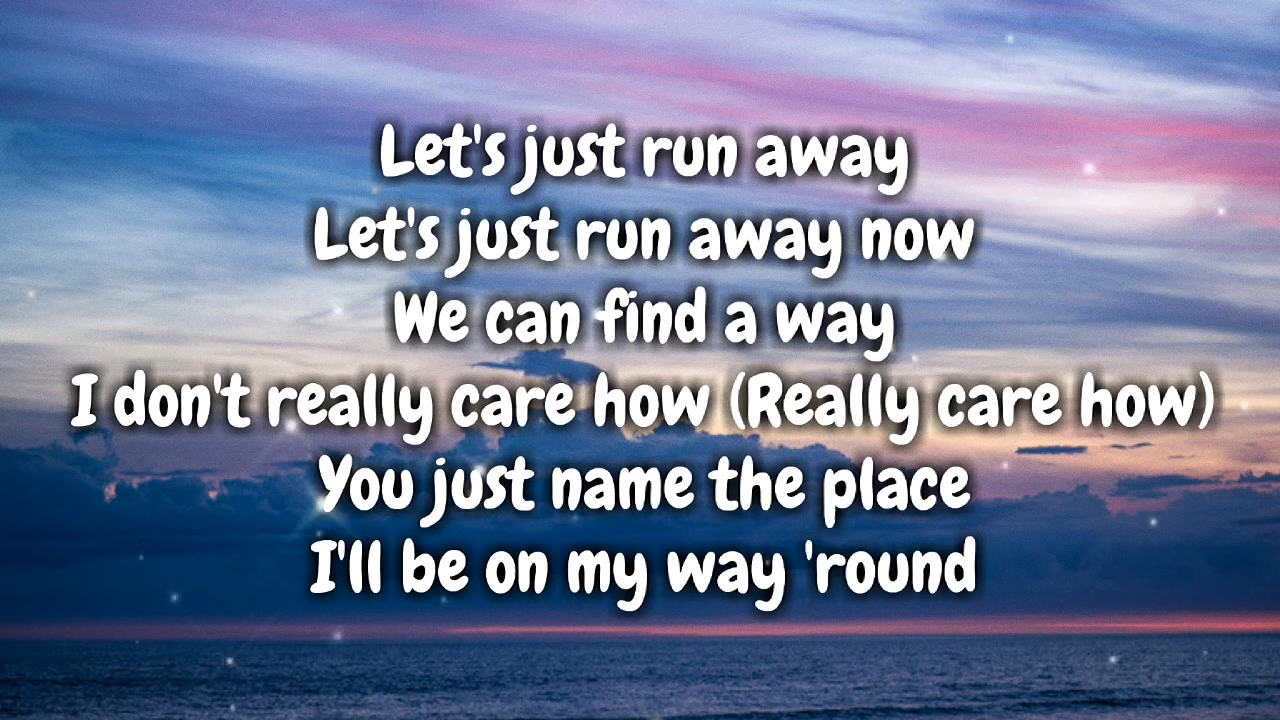 Let's just run away
Let's just run away now
We can find a way
I don't really care how (Really care how)
You just name the place
I'll be on my way 'round